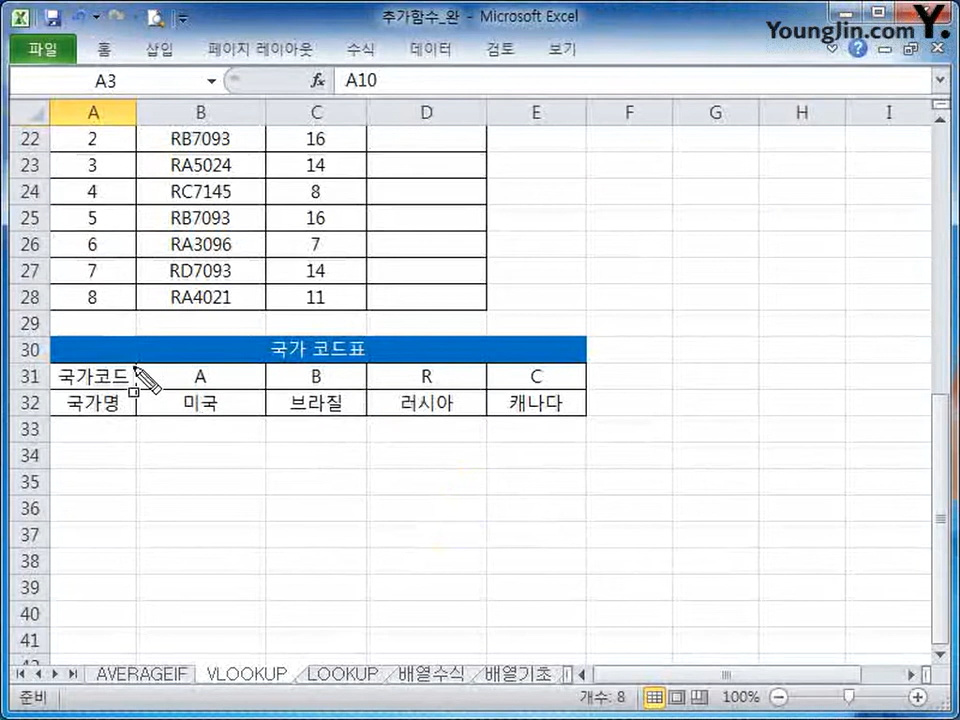 추가함수_완 - Microsoft Excel
YoungJin.com Y.
파일 홈 삽입 페이지 레이아웃 수식 데이터 검토 보기
A3 fx A10
A B C D E F G H I
22 2 RB7093 16
23 3 RA5024 14
24 4 RC7145 8
25 5 RB7093 16
26 6 RA3096 7
27 7 RD7093 14
28 8 RA4021 11
29
30 국가 코드표
31 국가코드 A B R C
32 국가명 미국 브라질 러시아 캐나다
33
34
35
36
37
38
39
40
41
AVERAGEIF VLOOKUP LOOKUP 배열수식 배열기초
준비 개수: 8 100%